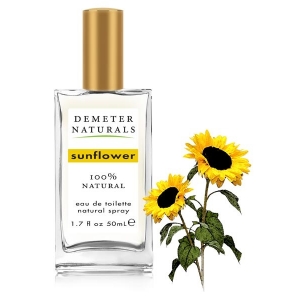 DEMETER
NATURALS
sunflower
100%
NATURAL
eau de toilette
natural spray
1.7 fl oz 50mL℮